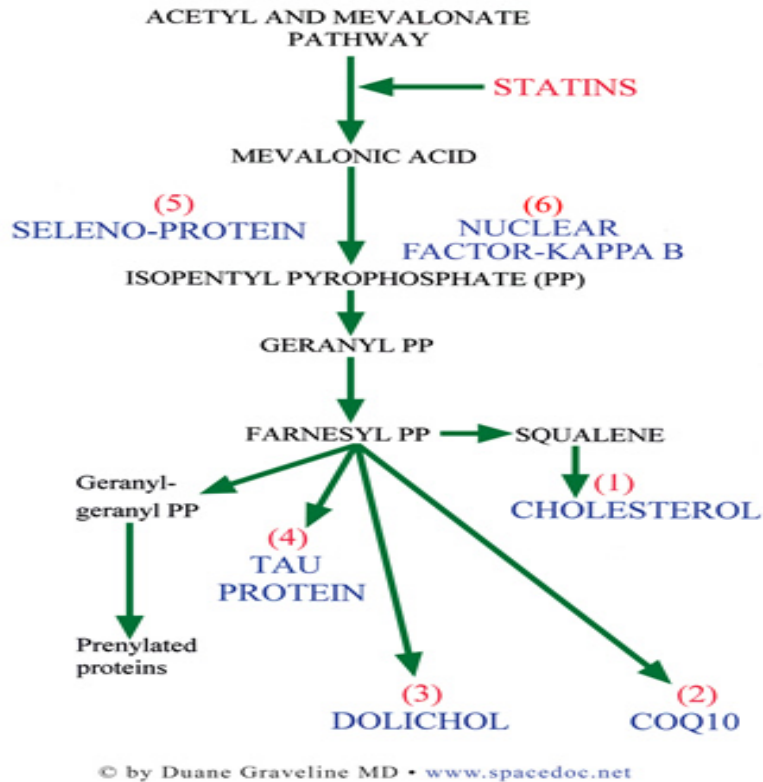 ACETYL AND MEVALONATE
PATHWAY
STATINS
MEVALONIC ACID
(5)
SELENO-PROTEIN
(6)
NUCLEAR
FACTOR-KAPPA B
ISOPENTYL PYROPHOSPHATE (PP)
GERANYL PP
FARNESYL PP
SQUALENE
(1)
CHOLESTEROL
Geranyl-
geranyl PP
(4)
TAU
PROTEIN
Prenylated
proteins
(3)
DOLICHOL
(2)
COQ10
© by Duane Graveline MD • www.spacedoc.net